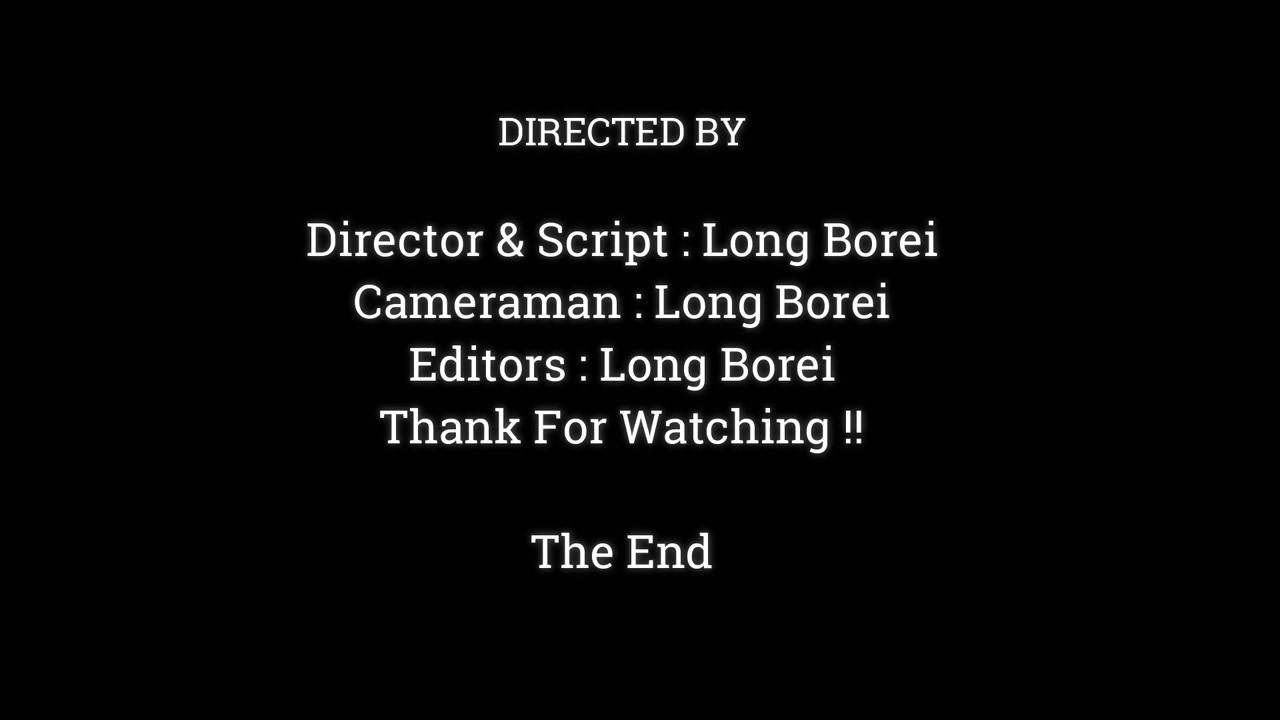 DIRECTED BY
Director & Script : Long Borei
Cameraman : Long Borei
Editors : Long Borei
Thank For Watching !!
The End